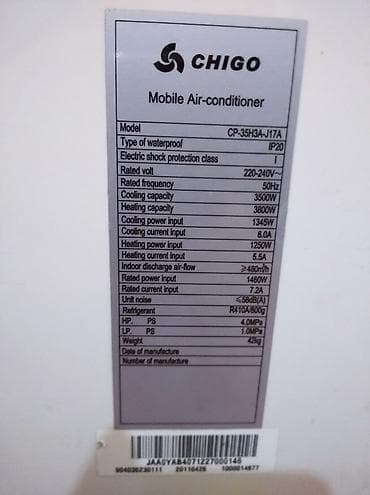 CHIGO
Mobile Air-conditioner
Model CP-35H3A-J17A
Type of waterproof IP20
Electric shock protection class I
Rated volt 220-240V~
Rated frequency 50Hz
Cooling capacity 3500W
Heating capacity 3800W
Cooling power input 1345W
Cooling current input 6.0A
Heating power input 1250W
Heating current input 5.5A
Indoor discharge air-flow ≥480m³/h
Rated power input 1460W
Rated current input 7.2A
Unit noise ≤58dB(A)
Refrigerant R410A/800g
HP. PS 4.0MPa
LP. PS 1.0MPa
Weight 42kg
Date of manufacture
Number of manufacture
JAA0YAB4071227000146
904036230111 20110426 1000014877